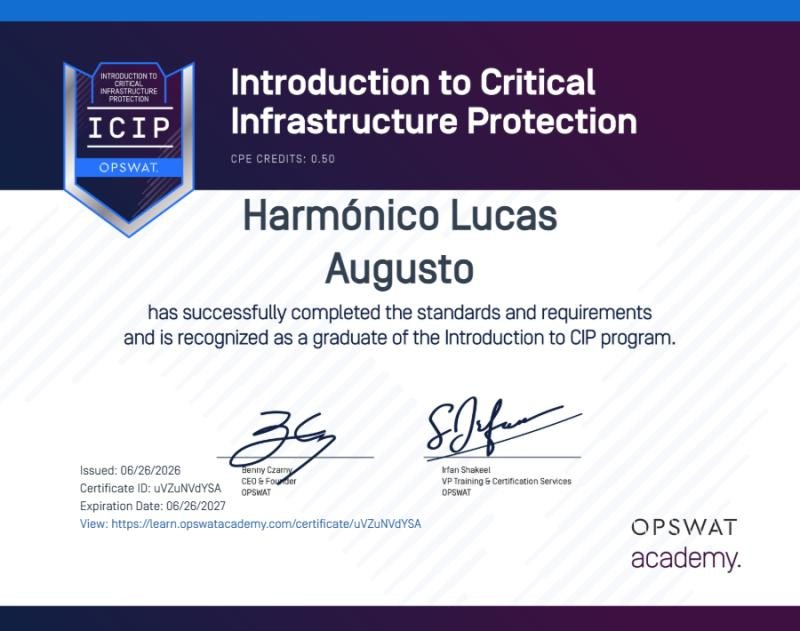 INTRODUCTION TO
CRITICAL
INFRASTRUCTURE
PROTECTION
ICIP
OPSWAT.
Introduction to Critical
Infrastructure Protection
CPE CREDITS: 0.50
Harmónico Lucas
Augusto
has successfully completed the standards and requirements
and is recognized as a graduate of the Introduction to CIP program.
Benny Czarny
CEO & Founder
OPSWAT
Irfan Shakeel
VP Training & Certification Services
OPSWAT
Issued: 06/26/2026
Certificate ID: uVZuNVdYSA
Expiration Date: 06/26/2027
View: https://learn.opswatacademy.com/certificate/uVZuNVdYSA
OPSWAT
academy.